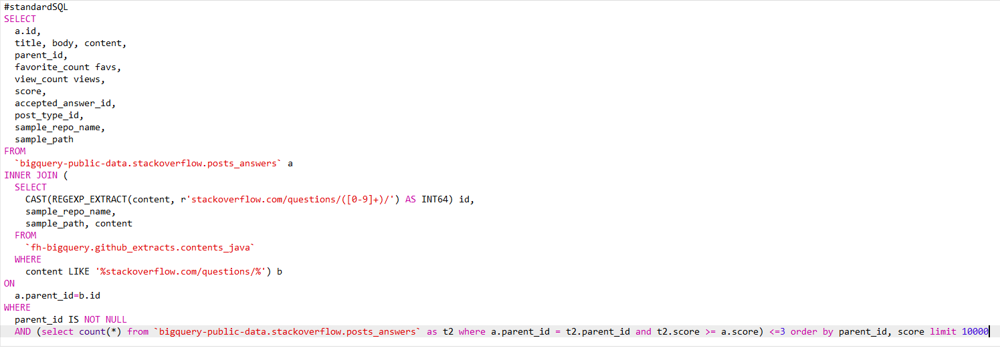 #standardSQL
SELECT
  a.id,
  title, body, content,
  parent_id,
  favorite_count favs,
  view_count views,
  score,
  accepted_answer_id,
  post_type_id,
  sample_repo_name,
  sample_path
FROM
  `bigquery-public-data.stackoverflow.posts_answers` a
INNER JOIN (
  SELECT
    CAST(REGEXP_EXTRACT(content, r'stackoverflow.com/questions/([0-9]+)/') AS INT64) id,
    sample_repo_name,
    sample_path, content
  FROM
    `fh-bigquery.github_extracts.contents_java`
  WHERE
    content LIKE '%stackoverflow.com/questions/%') b
ON
  a.parent_id=b.id
WHERE
  parent_id IS NOT NULL
  AND (select count(*) from `bigquery-public-data.stackoverflow.posts_answers` as t2 where a.parent_id = t2.parent_id and t2.score >= a.score) <=3 order by parent_id, score limit 10000